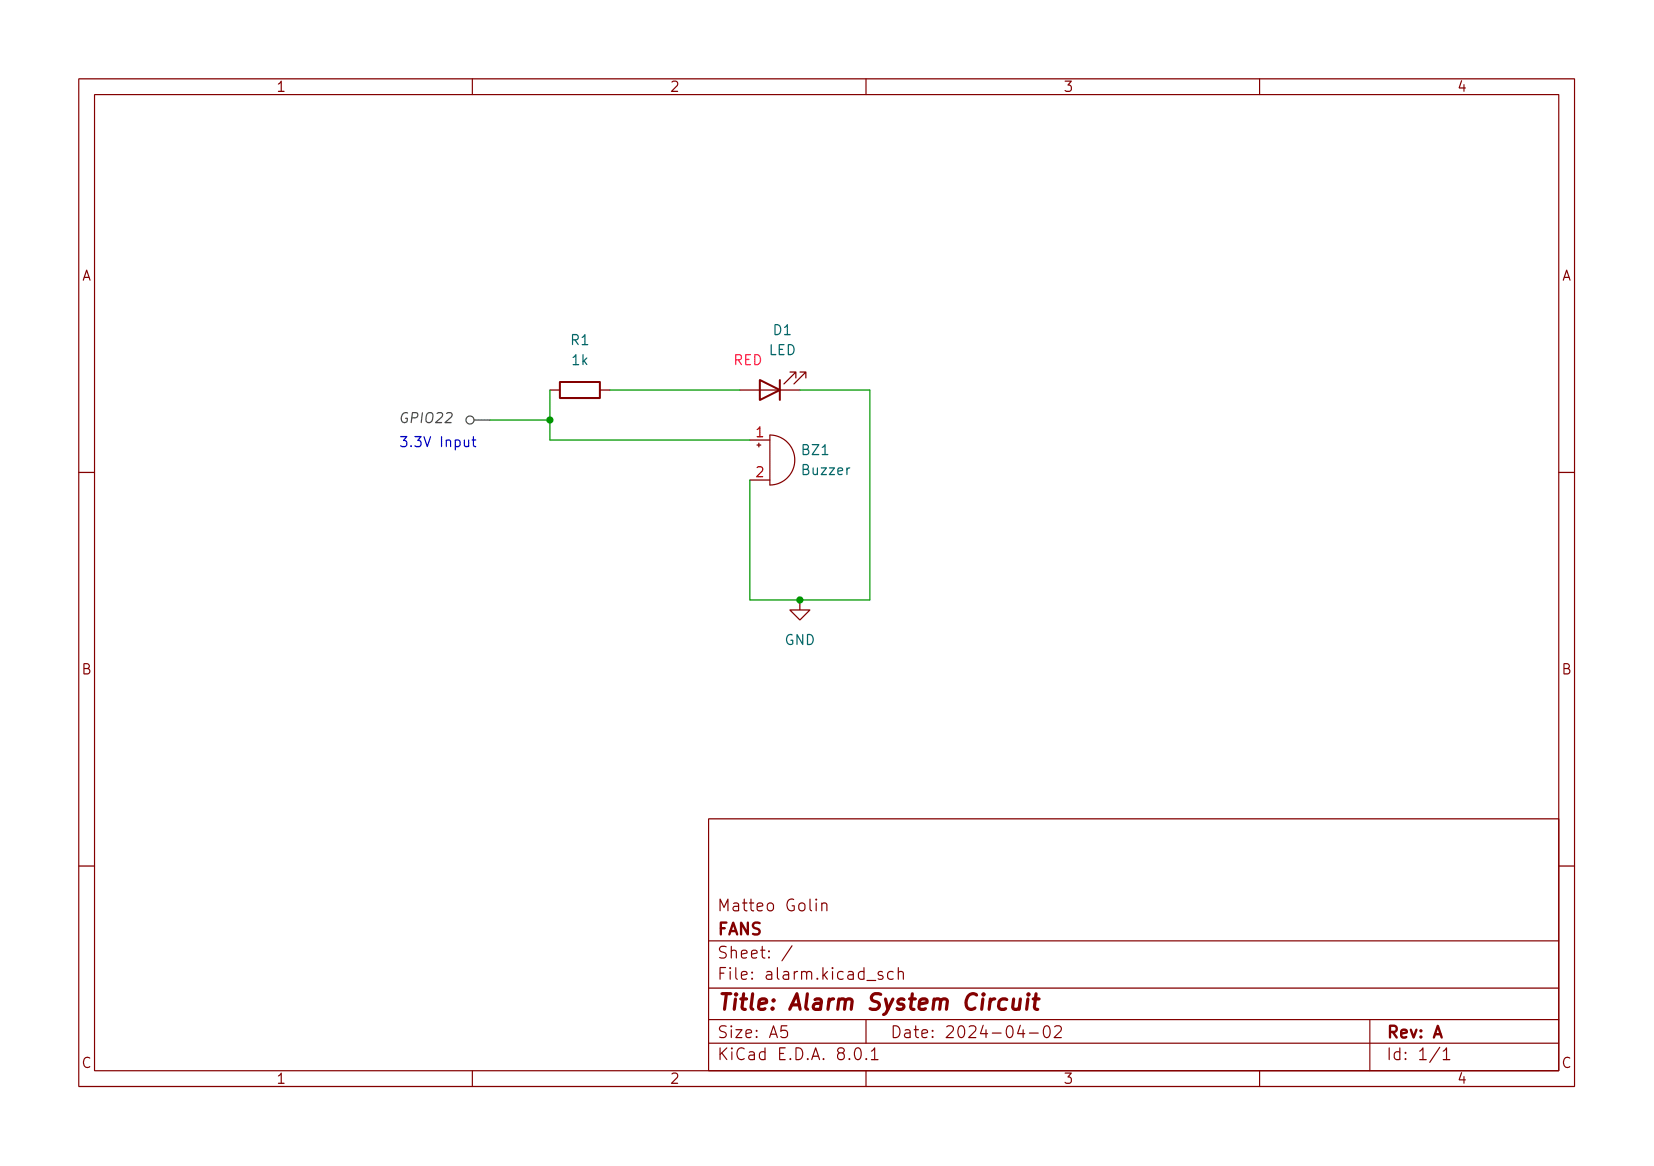 1 2 3 4
A A
D1
R1
LED
1k
RED
GPIO22
1
3.3V Input
+
BZ1
2
Buzzer
GND
B B
Matteo Golin
FANS
Sheet: /
File: alarm.kicad_sch
Title: Alarm System Circuit
Size: A5 Date: 2024-04-02 Rev: A
KiCad E.D.A. 8.0.1 Id: 1/1
C C
1 2 3 4